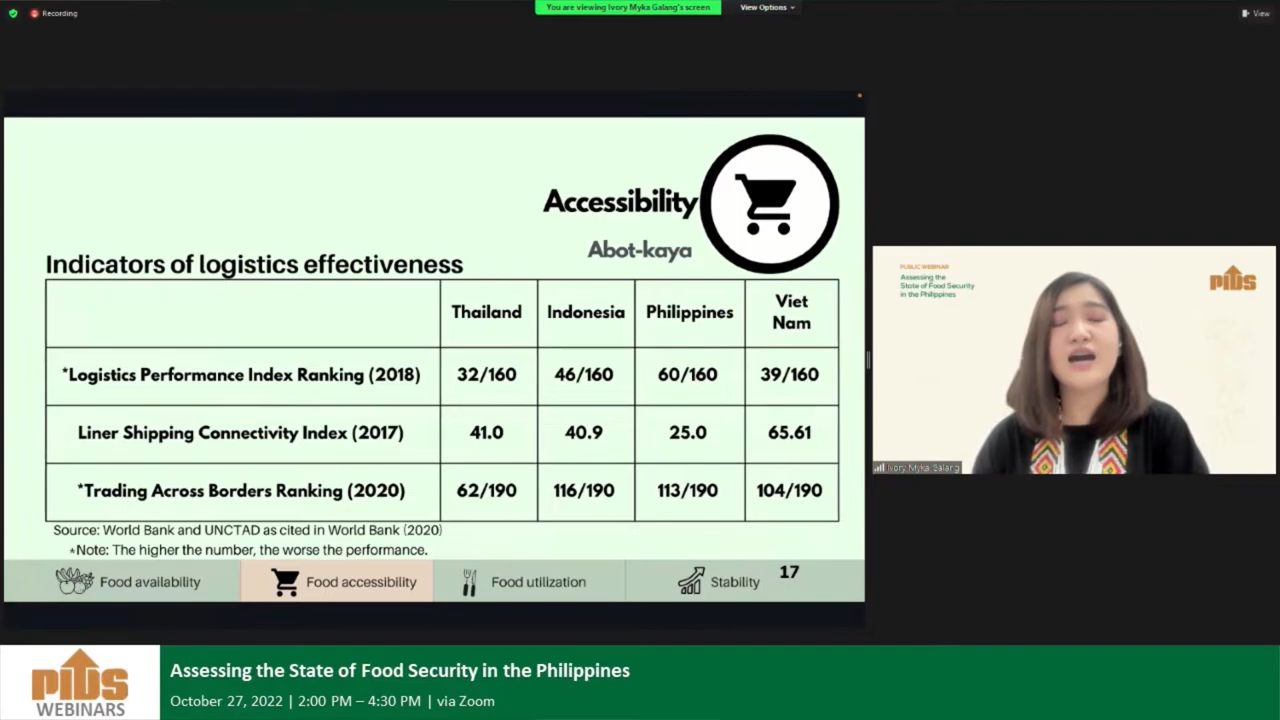 Recording
You are viewing Ivory Myka Galang's screen
View Options
View
Accessibility
Abot-kaya
Indicators of logistics effectiveness
Thailand Indonesia Philippines Viet Nam
*Logistics Performance Index Ranking (2018) 32/160 46/160 60/160 39/160
Liner Shipping Connectivity Index (2017) 41.0 40.9 25.0 65.61
*Trading Across Borders Ranking (2020) 62/190 116/190 113/190 104/190
Source: World Bank and UNCTAD as cited in World Bank (2020)
*Note: The higher the number, the worse the performance.
Food availability Food accessibility Food utilization Stability 17
PUBLIC WEBINAR
Assessing the
State of Food Security
in the Philippines
PIDS
Ivory Myka Galang
PIDS
WEBINARS
Assessing the State of Food Security in the Philippines
October 27, 2022 | 2:00 PM – 4:30 PM | via Zoom